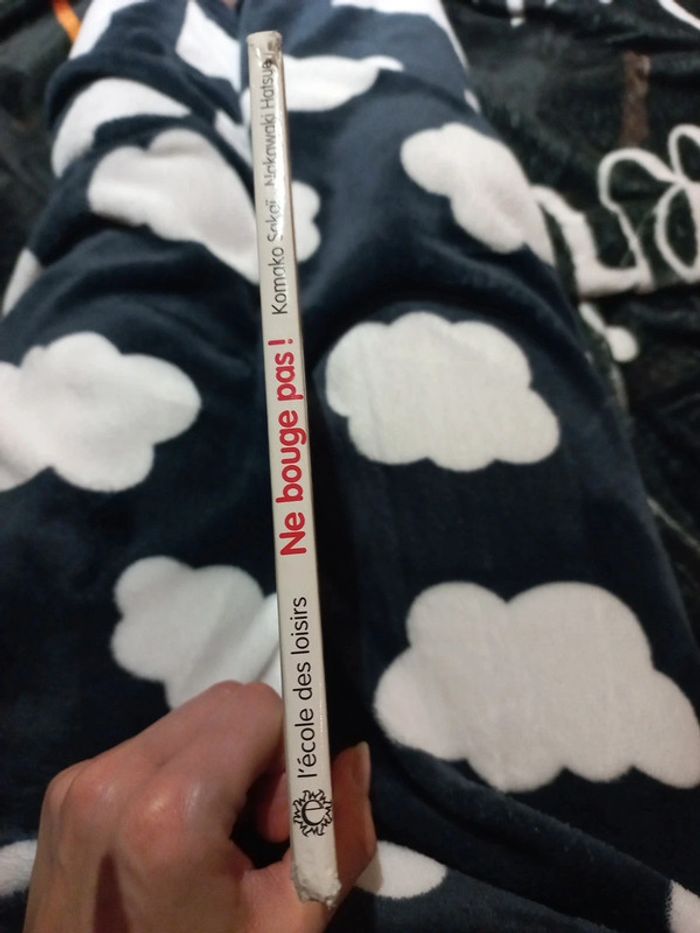 l'école des loisirs Ne bouge pas ! Komako Sakaï Nakawaki Hatsue